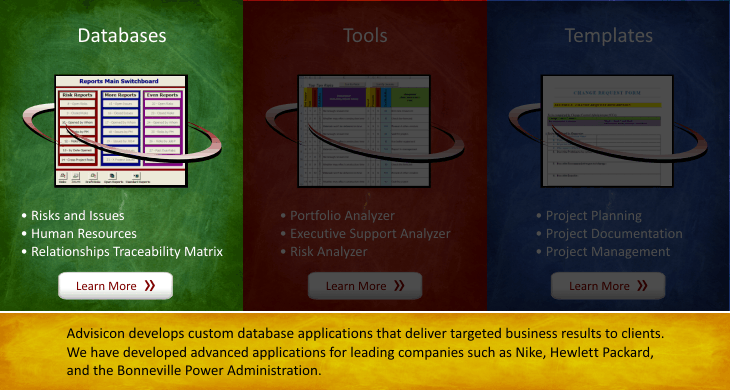 Databases
Reports Main Switchboard
Risk Reports
More Reports
Even Reports
Risk and Issues
Human Resources
Relationships Traceability Matrix
Learn More
Tools
Portfolio Analyzer
Executive Support Analyzer
Risk Analyzer
Learn More
Templates
CHANGE REQUEST FORM
Project Planning
Project Documentation
Project Management
Learn More
Advisicon develops custom database applications that deliver targeted business results to clients.
We have developed advanced applications for leading companies such as Nike, Hewlett Packard,
and the Bonneville Power Administration.